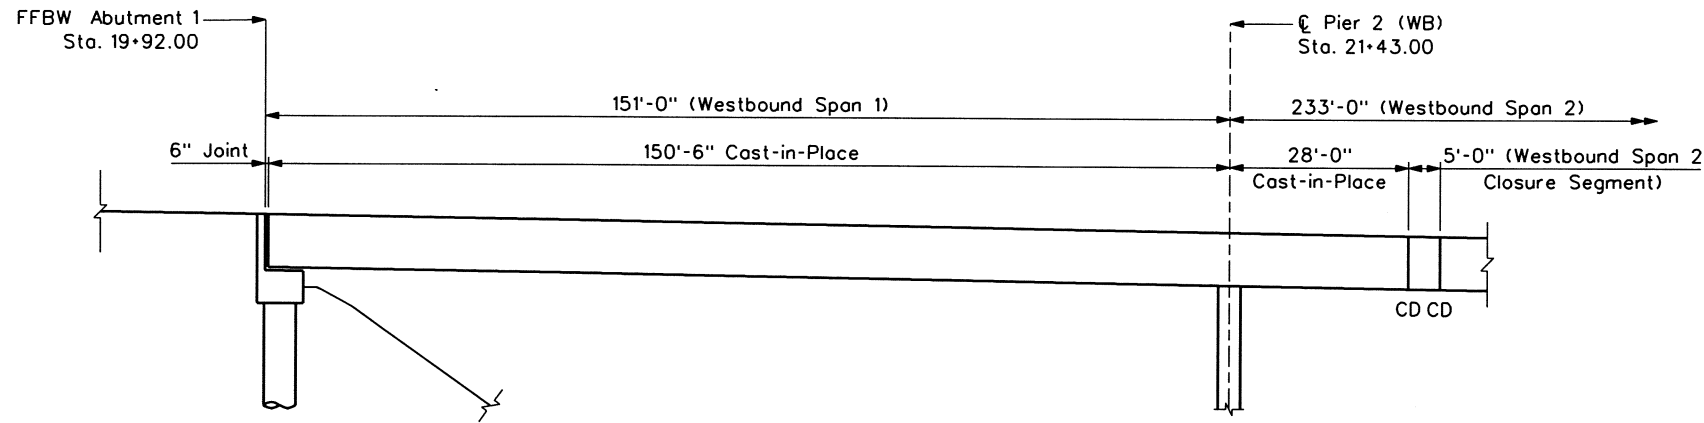 FFBW Abutment 1
Sta. 19+92.00
℄ Pier 2 (WB)
Sta. 21+43.00
151'-0" (Westbound Span 1)
233'-0" (Westbound Span 2)
6" Joint
150'-6" Cast-in-Place
28'-0"
Cast-in-Place
5'-0" (Westbound Span 2
Closure Segment)
CD CD